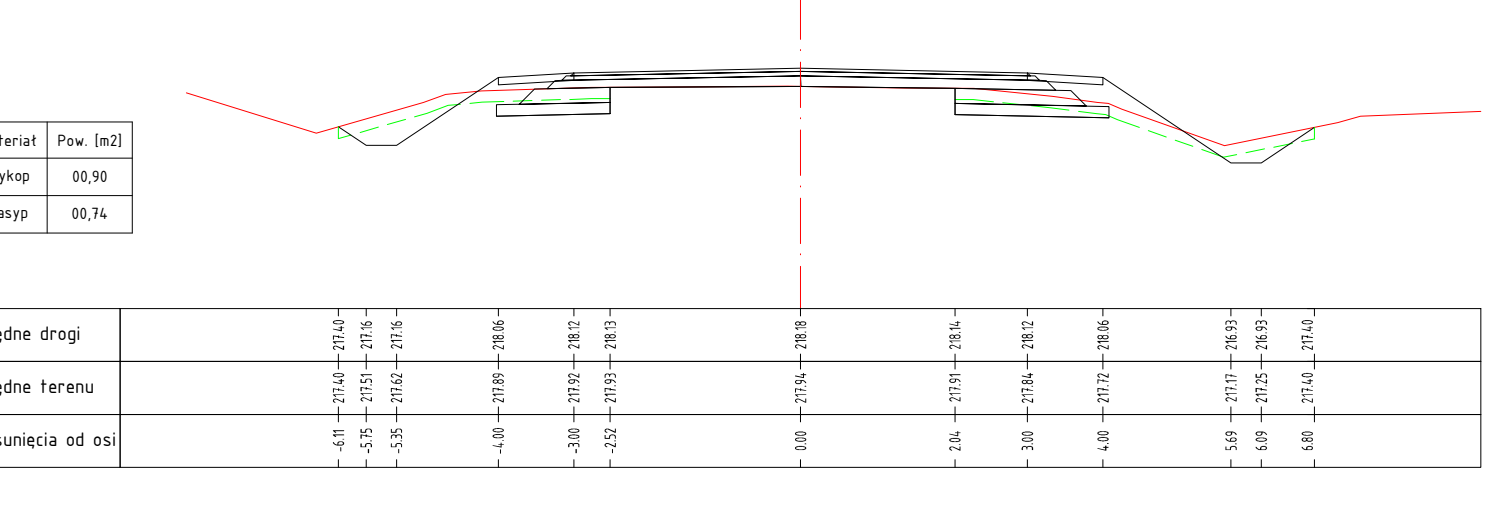 teriał Pow. [m2]
ykop 00,90
asyp 00,74
ędne drogi 217.40 217.16 217.16 218.06 218.12 218.13 218.18 218.14 218.12 218.06 216.93 216.93 217.40
ędne terenu 217.40 217.51 217.62 217.89 217.92 217.93 217.94 217.91 217.84 217.72 217.17 217.25 217.40
sunięcia od osi -6.11 -5.75 -5.35 -4.00 -3.00 -2.52 0.00 2.04 3.00 4.00 5.69 6.09 6.80